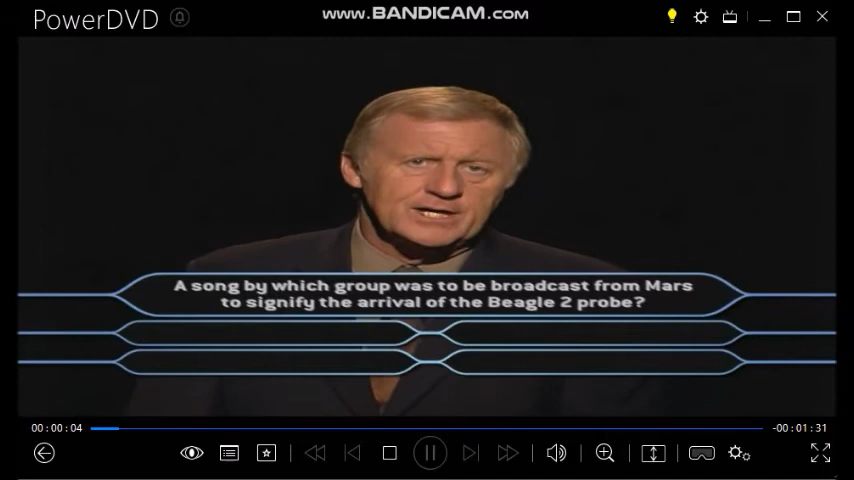 PowerDVD
www.BANDICAM.com
A song by which group was to be broadcast from Mars
to signify the arrival of the Beagle 2 probe?
00:00:04
-00:01:31